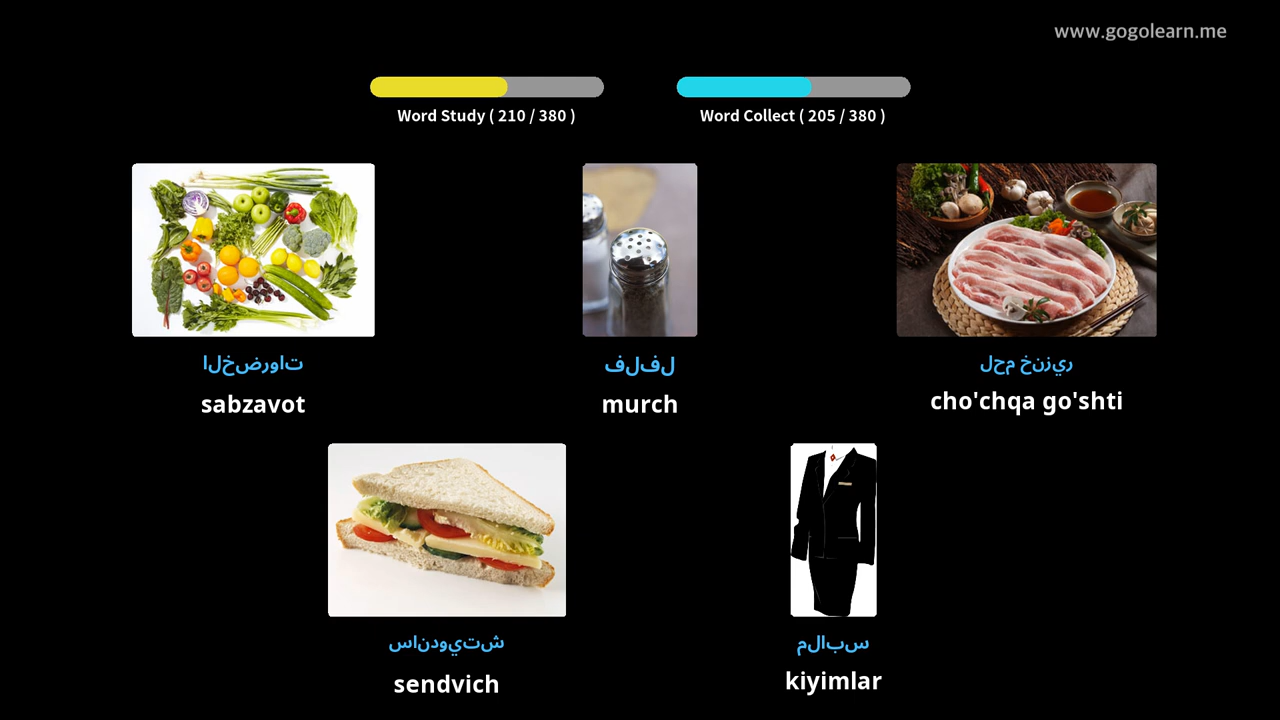 www.gogolearn.me
Word Study ( 210 / 380 )
Word Collect ( 205 / 380 )
الخضروات
sabzavot
فلفل
murch
لحم خنزير
cho'chqa go'shti
ساندويتش
sendvich
ملابس
kiyimlar